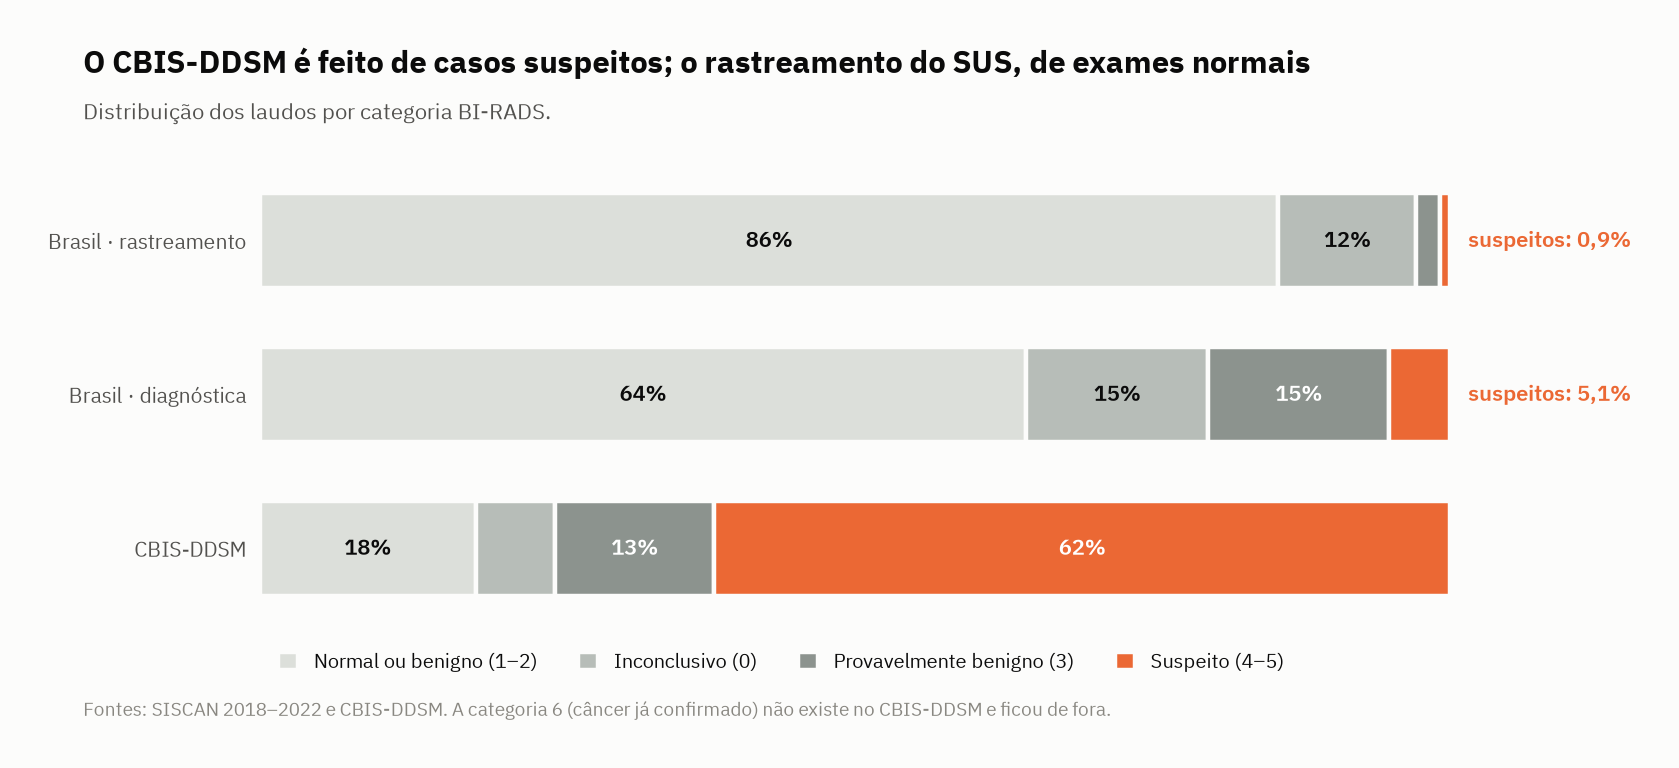 O CBIS-DDSM é feito de casos suspeitos; o rastreamento do SUS, de exames normais
Distribuição dos laudos por categoria BI-RADS.
Brasil · rastreamento 86% 12% suspeitos: 0,9%
Brasil · diagnóstica 64% 15% 15% suspeitos: 5,1%
CBIS-DDSM 18% 13% 62%
Normal ou benigno (1–2) Inconclusivo (0) Provavelmente benigno (3) Suspeito (4–5)
Fontes: SISCAN 2018–2022 e CBIS-DDSM. A categoria 6 (câncer já confirmado) não existe no CBIS-DDSM e ficou de fora.